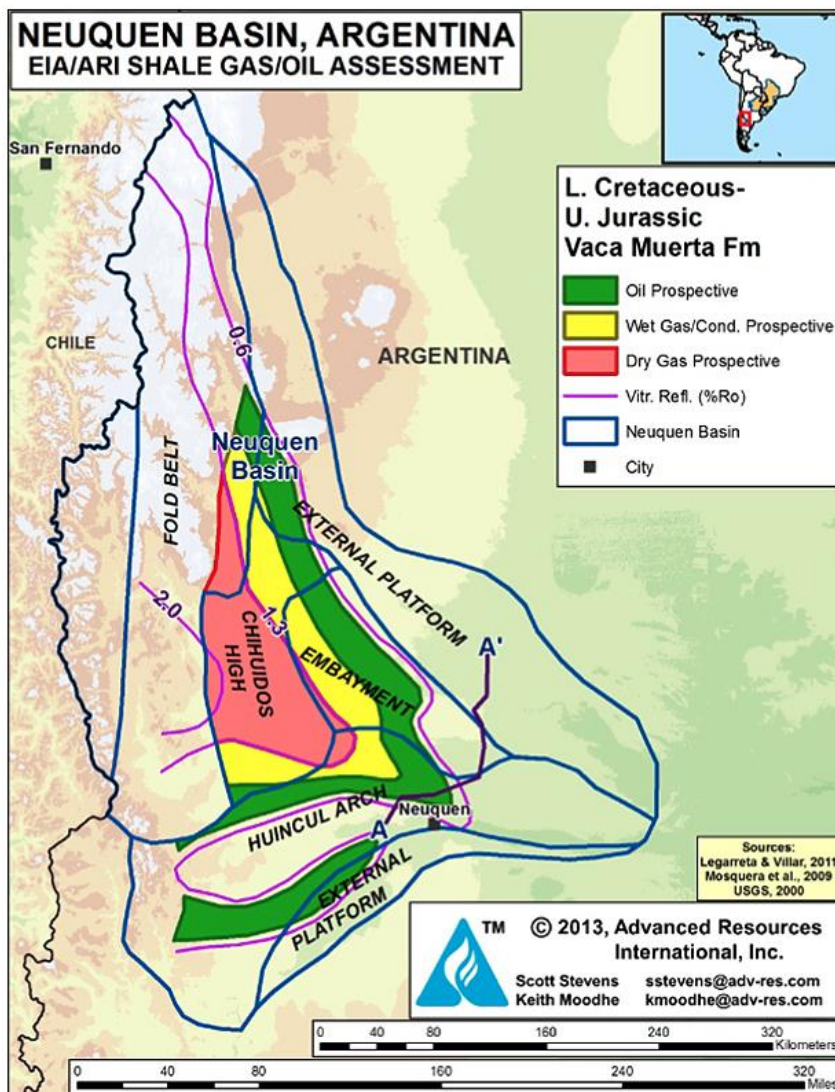 NEUQUEN BASIN, ARGENTINA
EIA/ARI SHALE GAS/OIL ASSESSMENT
San Fernando
L. Cretaceous-
U. Jurassic
Vaca Muerta Fm
Oil Prospective
Wet Gas/Cond. Prospective
Dry Gas Prospective
Vitr. Refl. (%Ro)
Neuquen Basin
City
CHILE
ARGENTINA
0.6
Neuquen
Basin
FOLD BELT
EXTERNAL PLATFORM
2.0
1.3
CHIHUIDOS
HIGH
EMBAYMENT
A'
HUINCUL ARCH
Neuquen
A
EXTERNAL
PLATFORM
Sources:
Legarreta & Villar, 2011
Mosquera et al., 2009
USGS, 2000
TM
© 2013, Advanced Resources
International, Inc.
Scott Stevens sstevens@adv-res.com
Keith Moodhe kmoodhe@adv-res.com
0 40 80 160 240 320
Kilometers
0 40 80 160 240 320
Miles